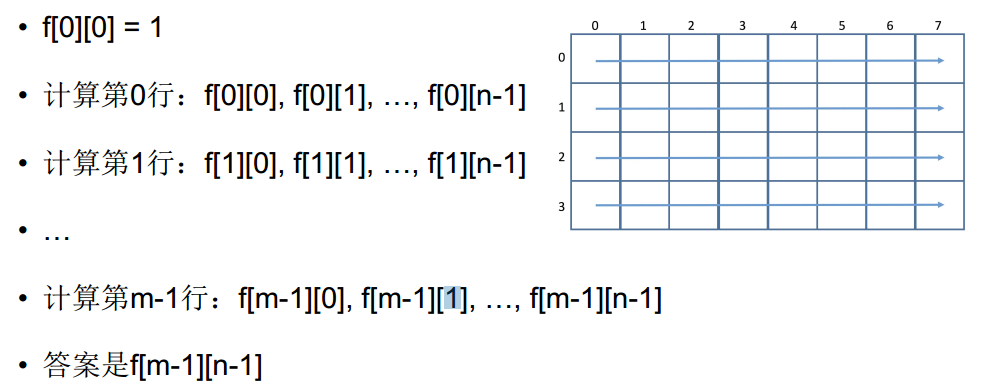 • f[0][0] = 1
• 计算第0行：f[0][0], f[0][1], …, f[0][n-1]
• 计算第1行：f[1][0], f[1][1], …, f[1][n-1]
• …
• 计算第m-1行：f[m-1][0], f[m-1][1], …, f[m-1][n-1]
• 答案是f[m-1][n-1]
0 1 2 3 4 5 6 7
0
1
2
3